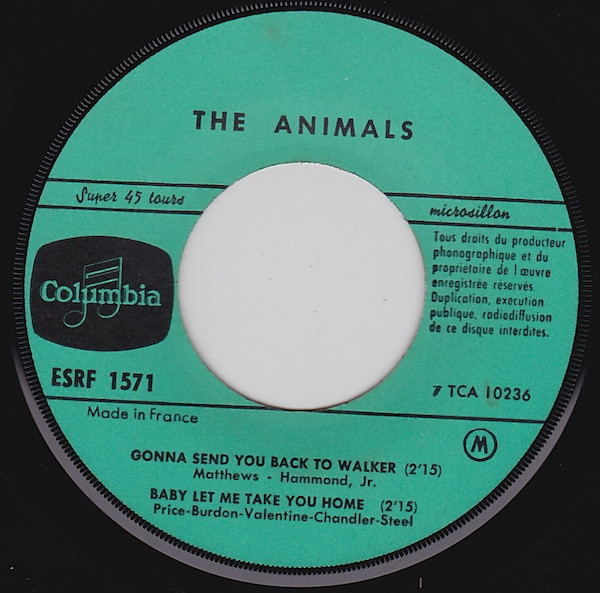 THE ANIMALS
Super 45 tours
microsillon
Tous droits du producteur
phonographique et du
proprietaire de l œuvre
enregistrée réservés
Duplication, execution
publique, radiodiffusion
de ce disque interdites.
Columbia
ESRF 1571
7 TCA 10236
Made in France
M
GONNA SEND YOU BACK TO WALKER (2'15)
Matthews - Hammond, Jr.
BABY LET ME TAKE YOU HOME (2'15)
Price-Burdon-Valentine-Chandler-Steel